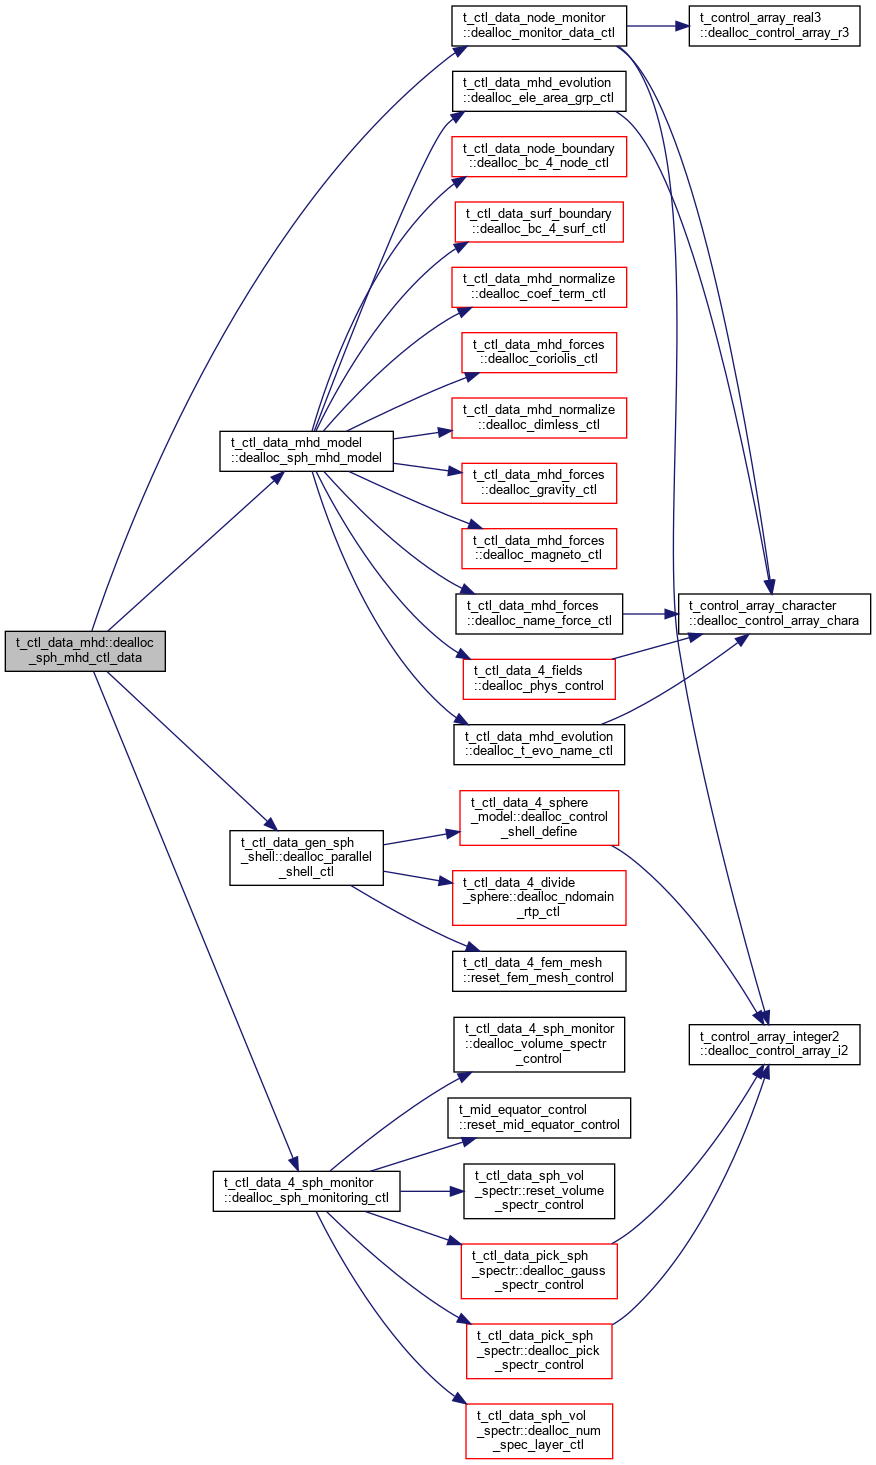 t_ctl_data_node_monitor
::dealloc_monitor_data_ctl
t_control_array_real3
::dealloc_control_array_r3
t_ctl_data_mhd_evolution
::dealloc_ele_area_grp_ctl
t_ctl_data_node_boundary
::dealloc_bc_4_node_ctl
t_ctl_data_surf_boundary
::dealloc_bc_4_surf_ctl
t_ctl_data_mhd_normalize
::dealloc_coef_term_ctl
t_ctl_data_mhd_forces
::dealloc_coriolis_ctl
t_ctl_data_mhd_normalize
::dealloc_dimless_ctl
t_ctl_data_mhd_model
::dealloc_sph_mhd_model
t_ctl_data_mhd_forces
::dealloc_gravity_ctl
t_ctl_data_mhd_forces
::dealloc_magneto_ctl
t_ctl_data_mhd_forces
::dealloc_name_force_ctl
t_control_array_character
::dealloc_control_array_chara
t_ctl_data_mhd::dealloc
_sph_mhd_ctl_data
t_ctl_data_4_fields
::dealloc_phys_control
t_ctl_data_mhd_evolution
::dealloc_t_evo_name_ctl
t_ctl_data_4_sphere
_model::dealloc_control
_shell_define
t_ctl_data_gen_sph
_shell::dealloc_parallel
_shell_ctl
t_ctl_data_4_divide
_sphere::dealloc_ndomain
_rtp_ctl
t_ctl_data_4_fem_mesh
::reset_fem_mesh_control
t_ctl_data_4_sph_monitor
::dealloc_volume_spectr
_control
t_control_array_integer2
::dealloc_control_array_i2
t_mid_equator_control
::reset_mid_equator_control
t_ctl_data_4_sph_monitor
::dealloc_sph_monitoring_ctl
t_ctl_data_sph_vol
_spectr::reset_volume
_spectr_control
t_ctl_data_pick_sph
_spectr::dealloc_gauss
_spectr_control
t_ctl_data_pick_sph
_spectr::dealloc_pick
_spectr_control
t_ctl_data_sph_vol
_spectr::dealloc_num
_spec_layer_ctl